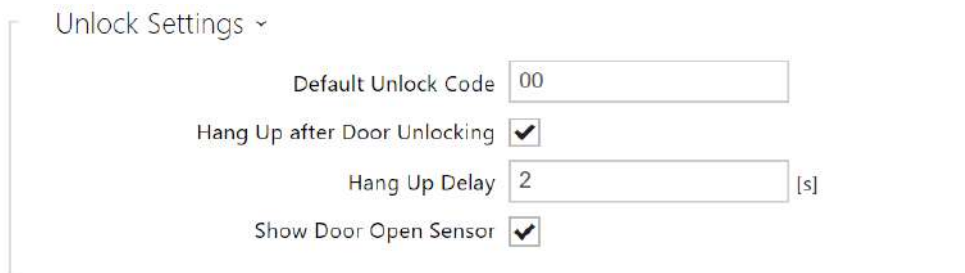 Unlock Settings
Default Unlock Code 00
Hang Up after Door Unlocking
Hang Up Delay 2 [s]
Show Door Open Sensor